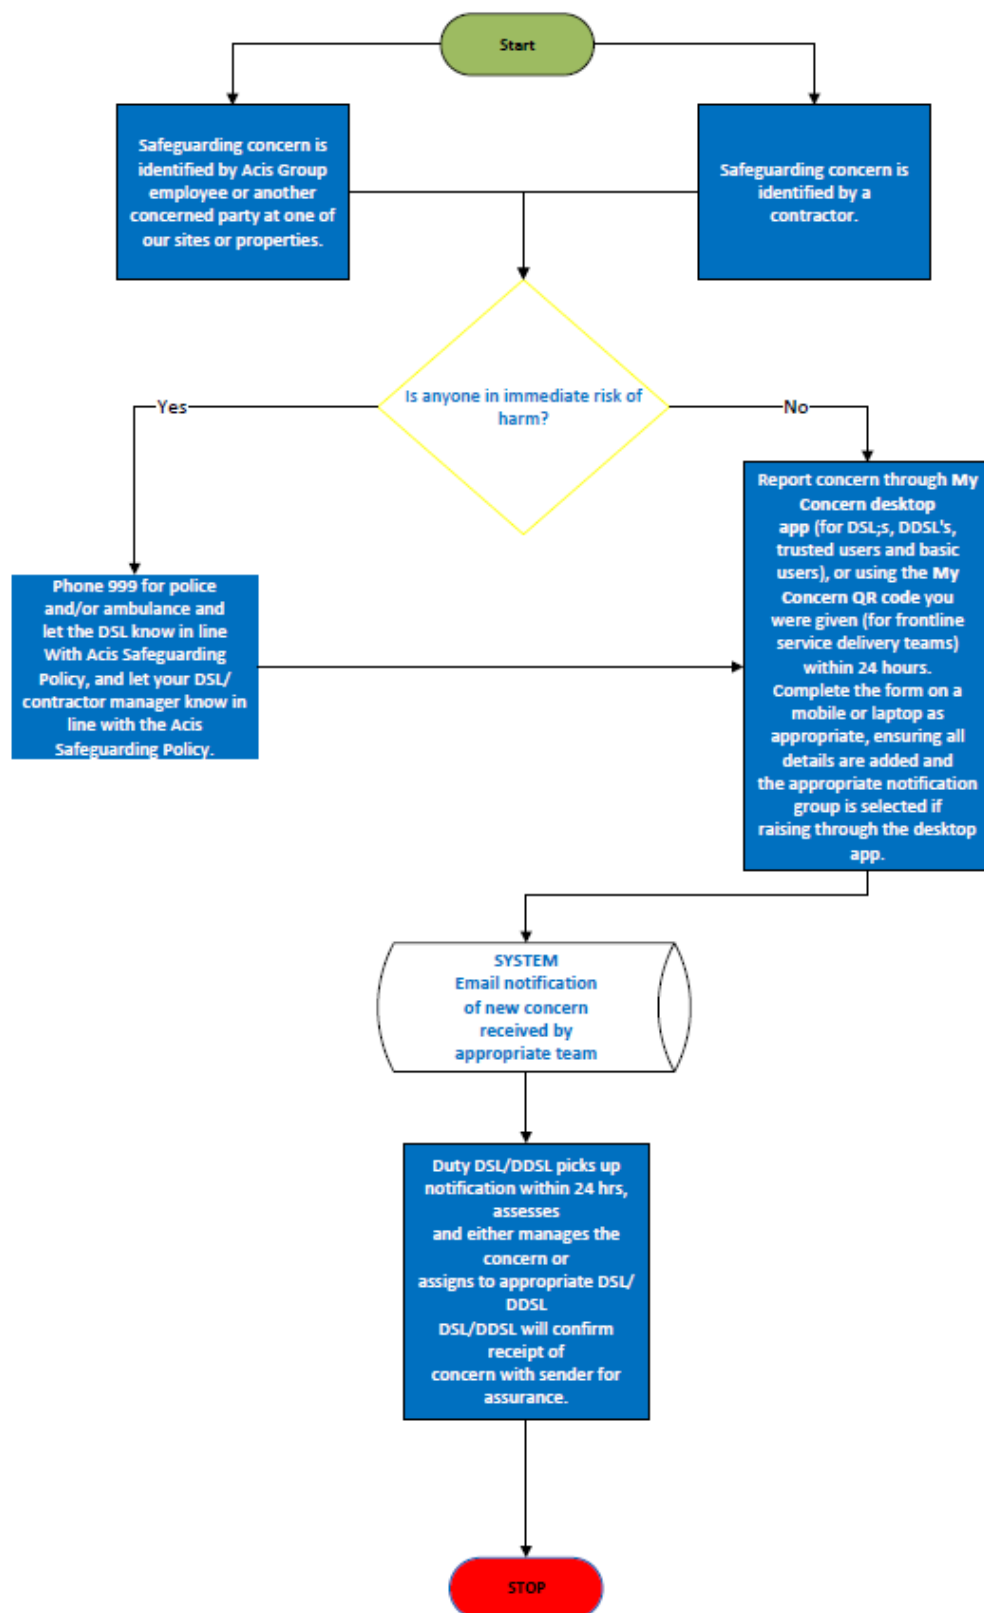 Start
Safeguarding concern is
identified by Acis Group
employee or another
concerned party at one of
our sites or properties.
Safeguarding concern is
identified by a
contractor.
Is anyone in immediate risk of
harm?
Yes
No
Phone 999 for police
and/or ambulance and
let the DSL know in line
With Acis Safeguarding
Policy, and let your DSL/
contractor manager know in
line with the Acis
Safeguarding Policy.
Report concern through My
Concern desktop
app (for DSL;s, DDSL's,
trusted users and basic
users), or using the My
Concern QR code you
were given (for frontline
service delivery teams)
within 24 hours.
Complete the form on a
mobile or laptop as
appropriate, ensuring all
details are added and
the appropriate notification
group is selected if
raising through the desktop
app.
SYSTEM
Email notification
of new concern
received by
appropriate team
Duty DSL/DDSL picks up
notification within 24 hrs,
assesses
and either manages the
concern or
assigns to appropriate DSL/
DDSL
DSL/DDSL will confirm
receipt of
concern with sender for
assurance.
STOP